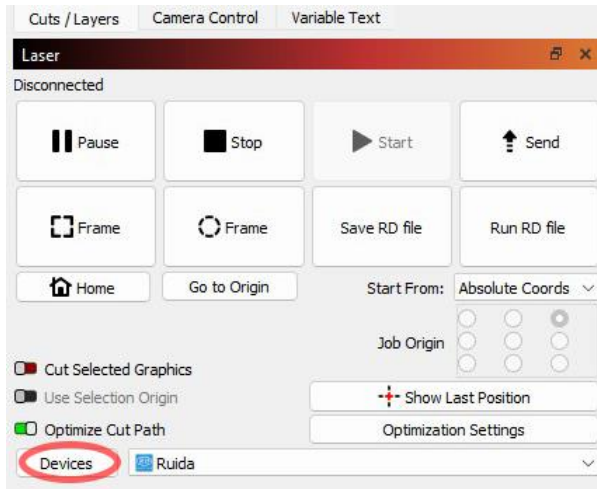 Cuts / Layers Camera Control Variable Text
Laser
Disconnected
Pause Stop Start Send
Frame Frame Save RD file Run RD file
Home Go to Origin Start From: Absolute Coords
Job Origin
Cut Selected Graphics
Use Selection Origin Show Last Position
Optimize Cut Path Optimization Settings
Devices Ruida